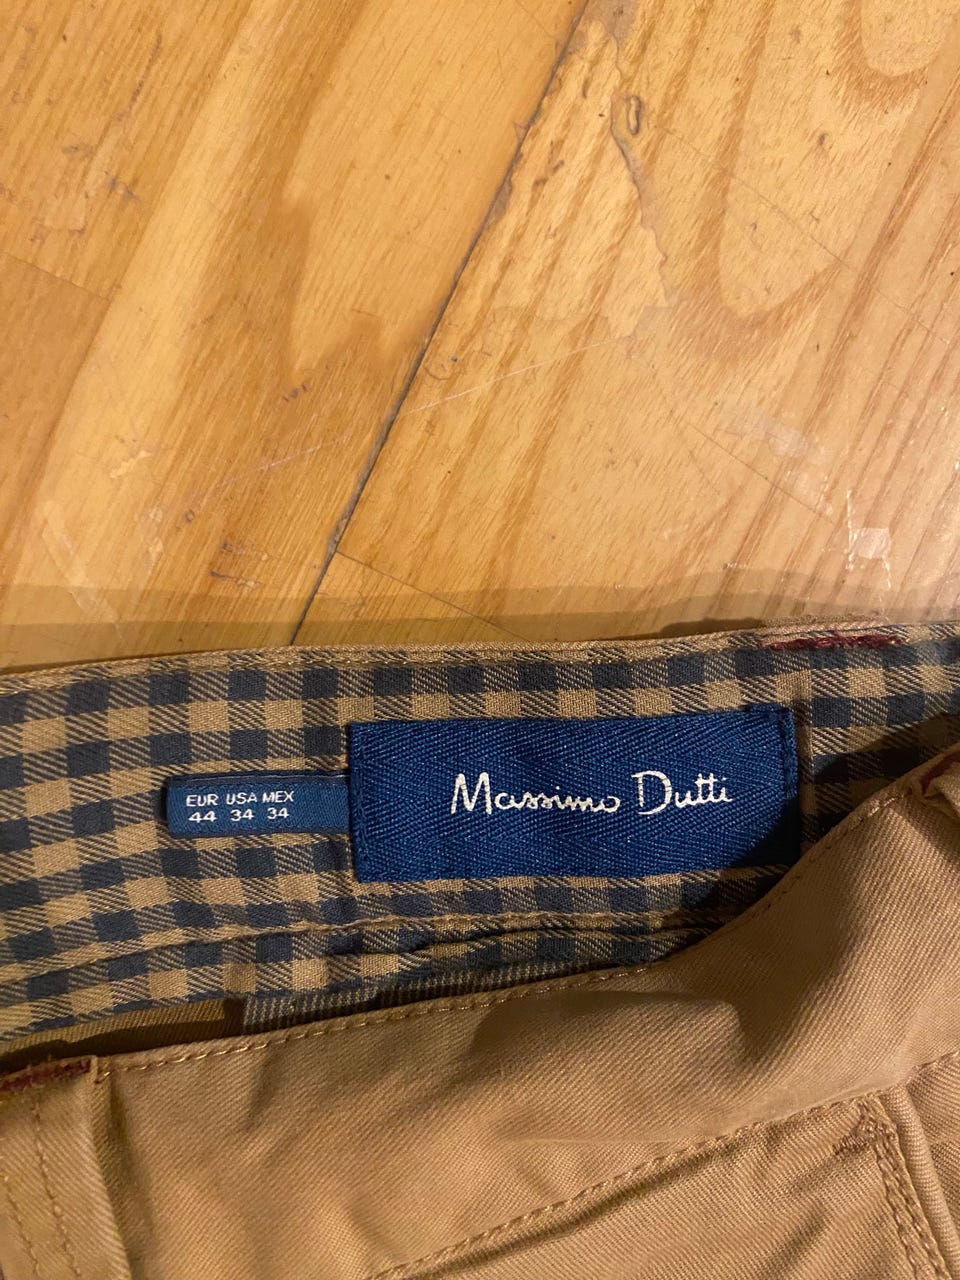 EUR USA MEX
44 34 34
Massimo Dutti